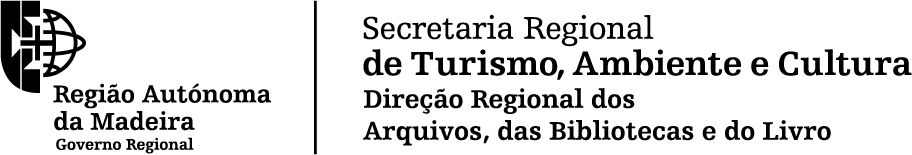 Região Autónoma
da Madeira
Governo Regional
Secretaria Regional
de Turismo, Ambiente e Cultura
Direção Regional dos
Arquivos, das Bibliotecas e do Livro